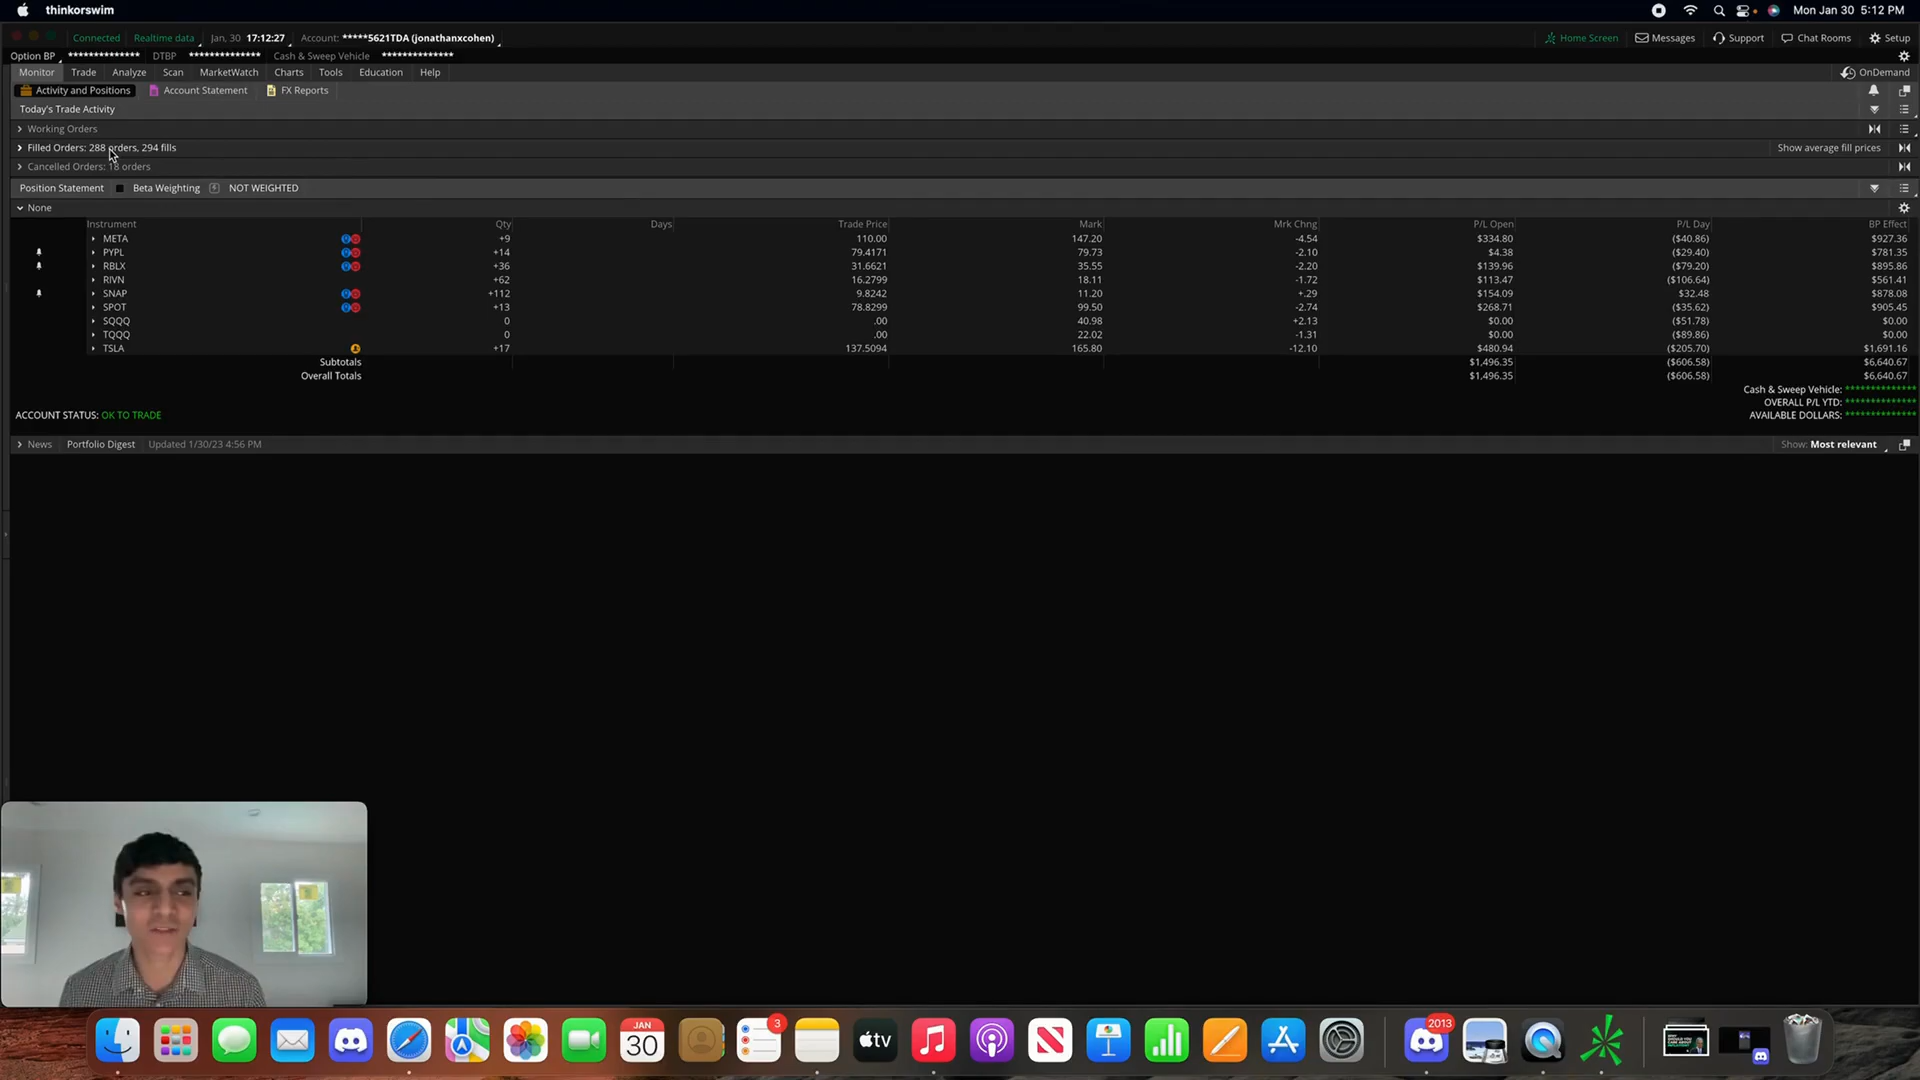 thinkorswim
Mon Jan 30 5:12 PM
Connected Realtime data Jan, 30 17:12:27 Account: *****5621TDA (jonathanxcohen)
Home Screen Messages Support Chat Rooms Setup
Option BP ************** DTBP ************** Cash & Sweep Vehicle **************
Monitor Trade Analyze Scan MarketWatch Charts Tools Education Help
OnDemand
Activity and Positions Account Statement FX Reports
Today's Trade Activity
Working Orders
Filled Orders: 288 orders, 294 fills
Show average fill prices
Cancelled Orders: 18 orders
Position Statement Beta Weighting NOT WEIGHTED
None
Instrument Qty Days Trade Price Mark Mrk Chng P/L Open P/L Day BP Effect
META +9 110.00 147.20 -4.54 $334.80 ($40.86) $927.36
PYPL +14 79.4171 79.73 -2.10 $4.38 ($29.40) $781.35
RBLX +36 31.6621 35.55 -2.20 $139.96 ($79.20) $895.86
RIVN +62 16.2799 18.11 -1.72 $113.47 ($106.64) $561.41
SNAP +112 9.8242 11.20 +.29 $154.09 $32.48 $878.08
SPOT +13 78.8299 99.50 -2.74 $268.71 ($35.62) $905.45
SQQQ 0 .00 40.98 +2.13 $0.00 ($51.78) $0.00
TQQQ 0 .00 22.02 -1.31 $0.00 ($89.86) $0.00
TSLA +17 137.5094 165.80 -12.10 $480.94 ($205.70) $1,691.16
Subtotals $1,496.35 ($606.58) $6,640.67
Overall Totals $1,496.35 ($606.58) $6,640.67
Cash & Sweep Vehicle: **************
OVERALL P/L YTD: **************
ACCOUNT STATUS: OK TO TRADE
AVAILABLE DOLLARS: **************
News Portfolio Digest Updated 1/30/23 4:56 PM
Show: Most relevant
JAN
30
3
tv
2013